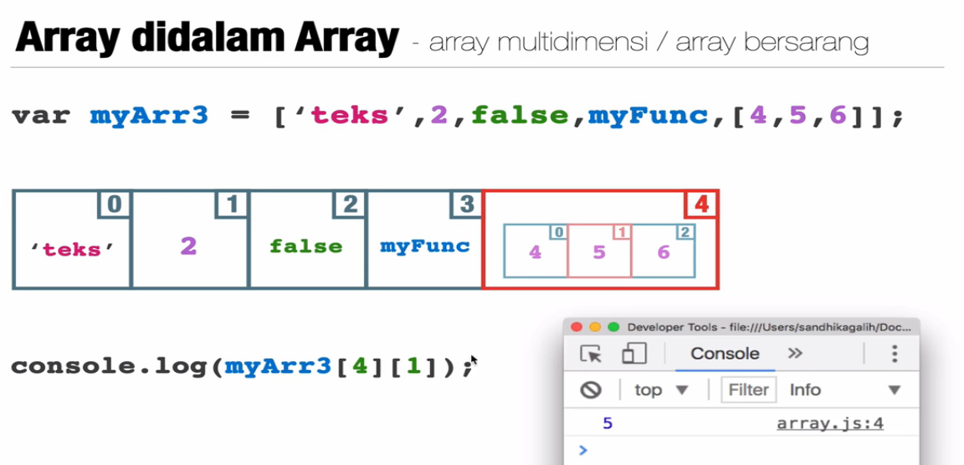 Array didalam Array - array multidimensi / array bersarang
var myArr3 = [‘teks’,2,false,myFunc,[4,5,6]];
0 1 2 3 4
0 1 2
‘teks’ 2 false myFunc 4 5 6
Developer Tools - file:///Users/sandhikagalih/Doc...
Console »
console.log(myArr3[4][1]);
top ▼ Filter Info ▼
5 array.js:4
>